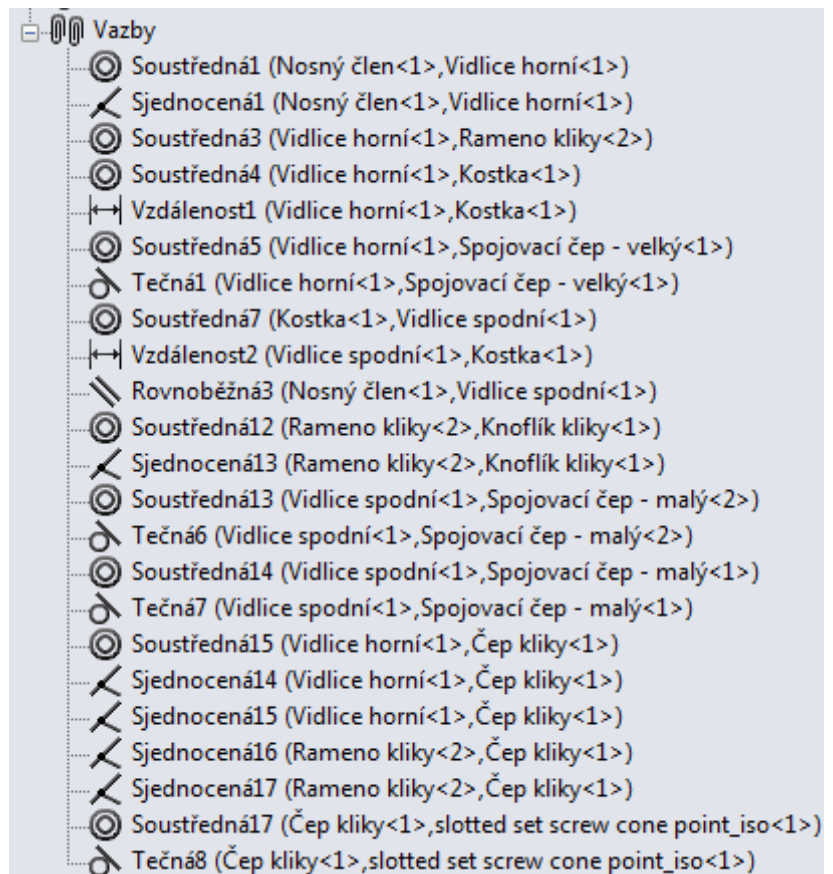 Vazby
Soustředná1 (Nosný člen<1>,Vidlice horní<1>)
Sjednocená1 (Nosný člen<1>,Vidlice horní<1>)
Soustředná3 (Vidlice horní<1>,Rameno kliky<2>)
Soustředná4 (Vidlice horní<1>,Kostka<1>)
Vzdálenost1 (Vidlice horní<1>,Kostka<1>)
Soustředná5 (Vidlice horní<1>,Spojovací čep - velký<1>)
Tečná1 (Vidlice horní<1>,Spojovací čep - velký<1>)
Soustředná7 (Kostka<1>,Vidlice spodní<1>)
Vzdálenost2 (Vidlice spodní<1>,Kostka<1>)
Rovnoběžná3 (Nosný člen<1>,Vidlice spodní<1>)
Soustředná12 (Rameno kliky<2>,Knoflík kliky<1>)
Sjednocená13 (Rameno kliky<2>,Knoflík kliky<1>)
Soustředná13 (Vidlice spodní<1>,Spojovací čep - malý<2>)
Tečná6 (Vidlice spodní<1>,Spojovací čep - malý<2>)
Soustředná14 (Vidlice spodní<1>,Spojovací čep - malý<1>)
Tečná7 (Vidlice spodní<1>,Spojovací čep - malý<1>)
Soustředná15 (Vidlice horní<1>,Čep kliky<1>)
Sjednocená14 (Vidlice horní<1>,Čep kliky<1>)
Sjednocená15 (Vidlice horní<1>,Čep kliky<1>)
Sjednocená16 (Rameno kliky<2>,Čep kliky<1>)
Sjednocená17 (Rameno kliky<2>,Čep kliky<1>)
Soustředná17 (Čep kliky<1>,slotted set screw cone point_iso<1>)
Tečná8 (Čep kliky<1>,slotted set screw cone point_iso<1>)